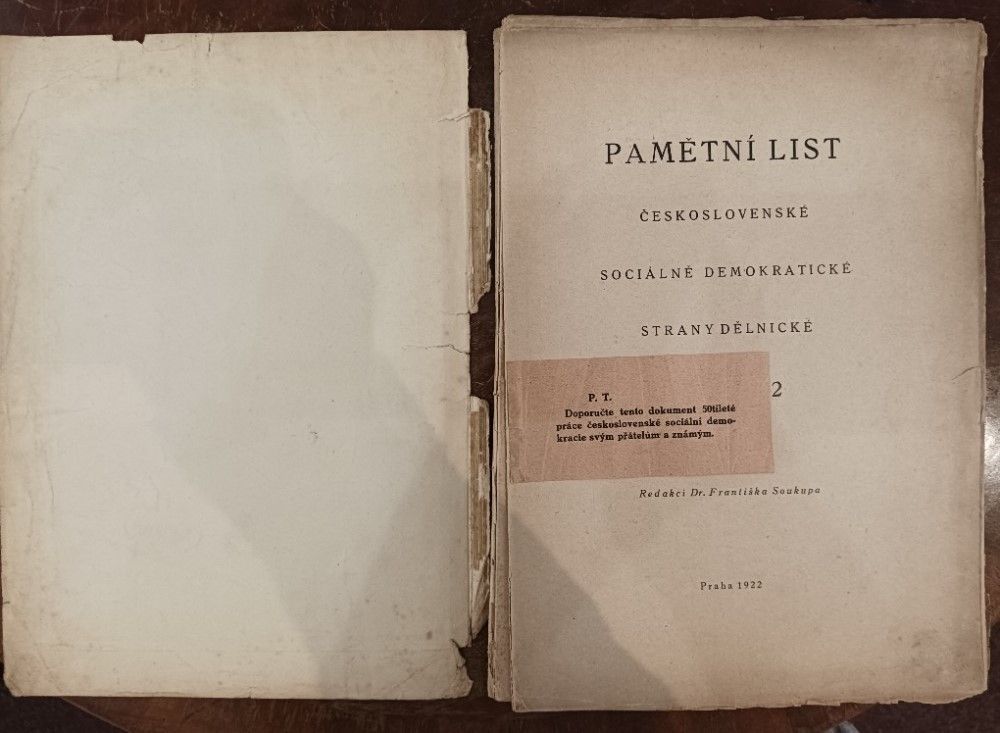 PAMĚTNÍ LIST
ČESKOSLOVENSKÉ
SOCIÁLNĚ DEMOKRATICKÉ
STRANY DĚLNICKÉ
2
P. T.
Doporučte tento dokument 50tileté
práce československé sociální demo-
kracie svým přátelům a známým.
Redakcí Dr. Františka Soukupa
Praha 1922